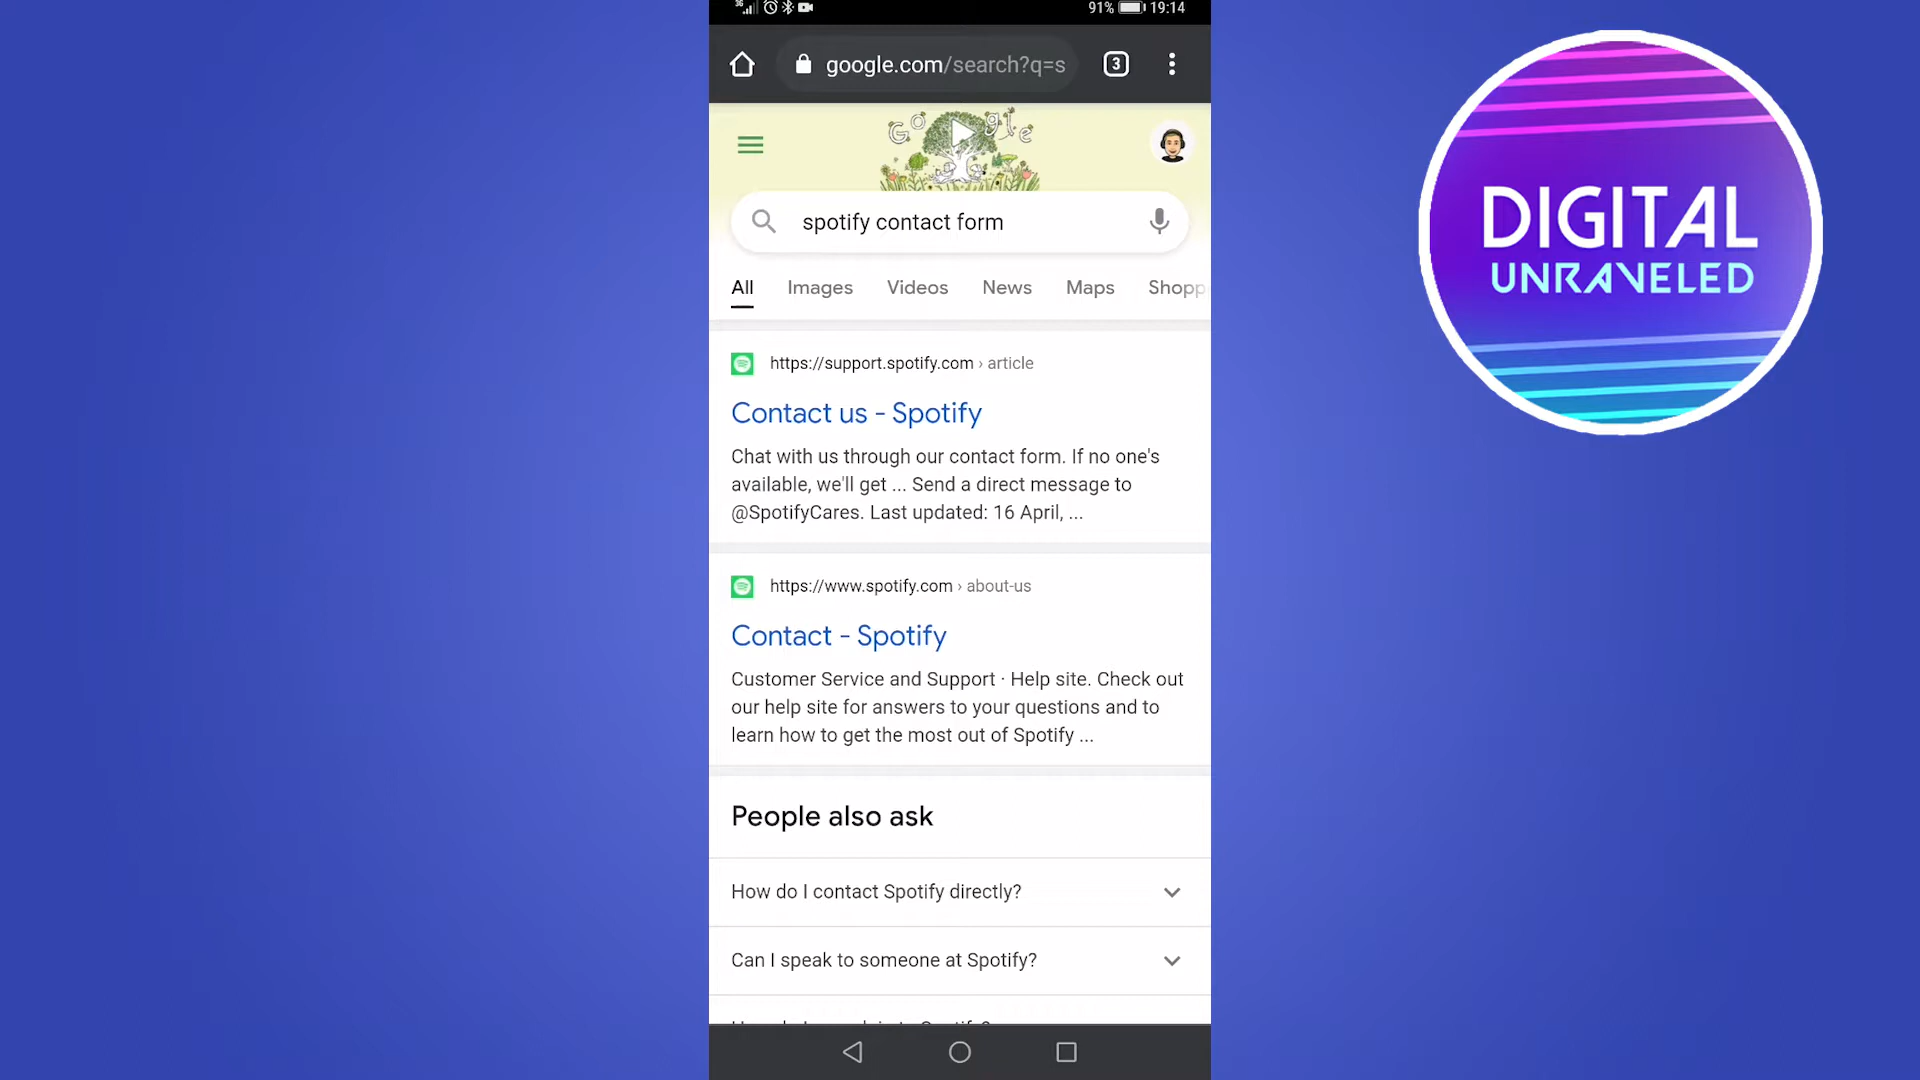 3G
91% 19:14
google.com/search?q=s
3
Google
spotify contact form
All Images Videos News Maps Shopp
https://support.spotify.com › article
Contact us - Spotify
Chat with us through our contact form. If no one's
available, we'll get ... Send a direct message to
@SpotifyCares. Last updated: 16 April, ...
https://www.spotify.com › about-us
Contact - Spotify
Customer Service and Support · Help site. Check out
our help site for answers to your questions and to
learn how to get the most out of Spotify ...
People also ask
How do I contact Spotify directly?
Can I speak to someone at Spotify?
DIGITAL
UNRAVELED